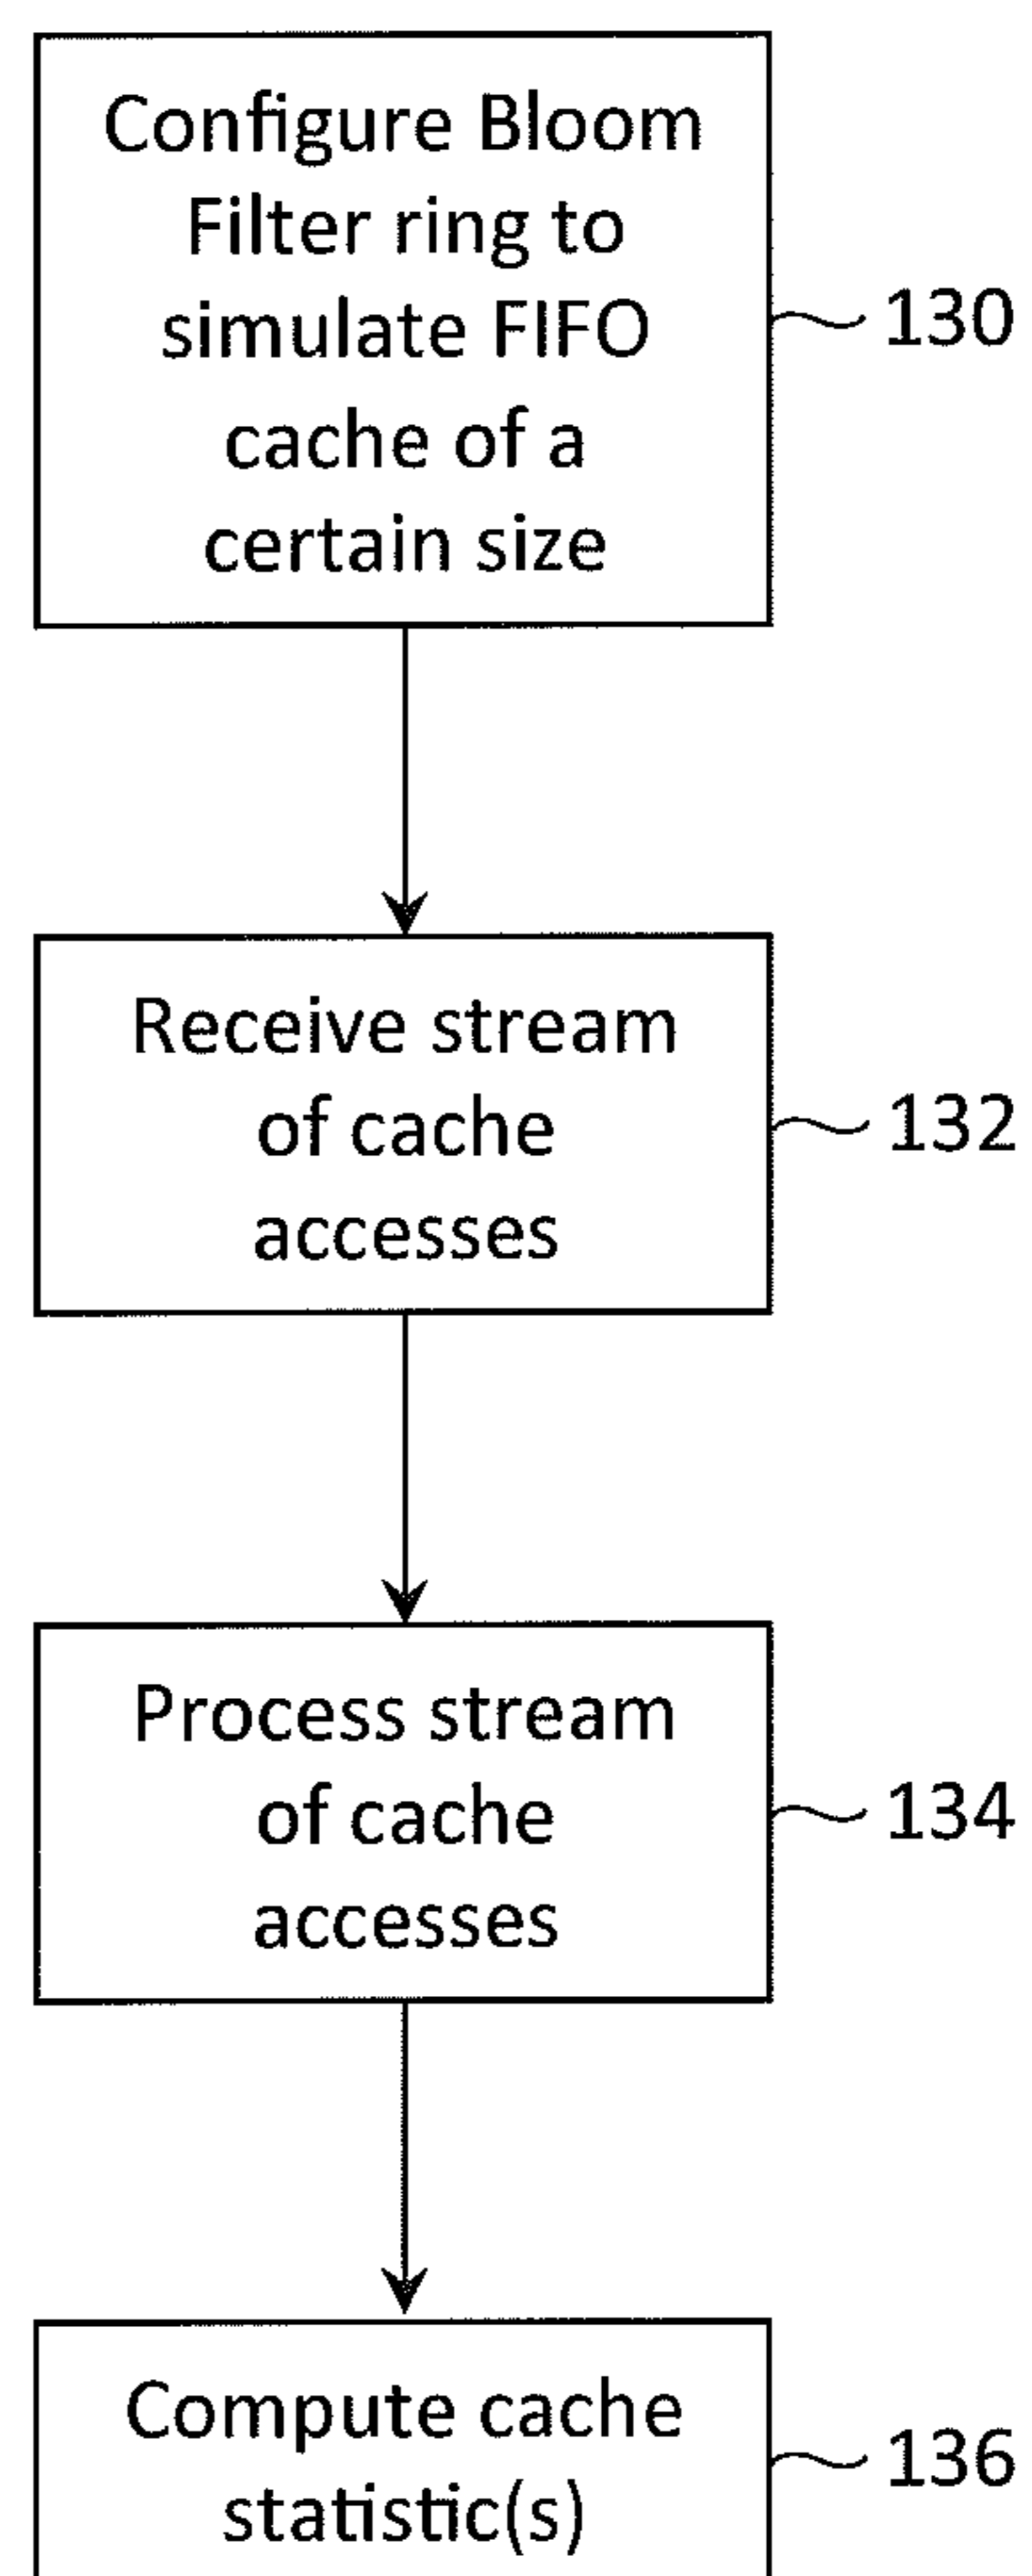 Configure Bloom
Filter ring to
simulate FIFO
cache of a
certain size
130
Receive stream
of cache
accesses
132
Process stream
of cache
accesses
134
Compute cache
statistic(s)
136